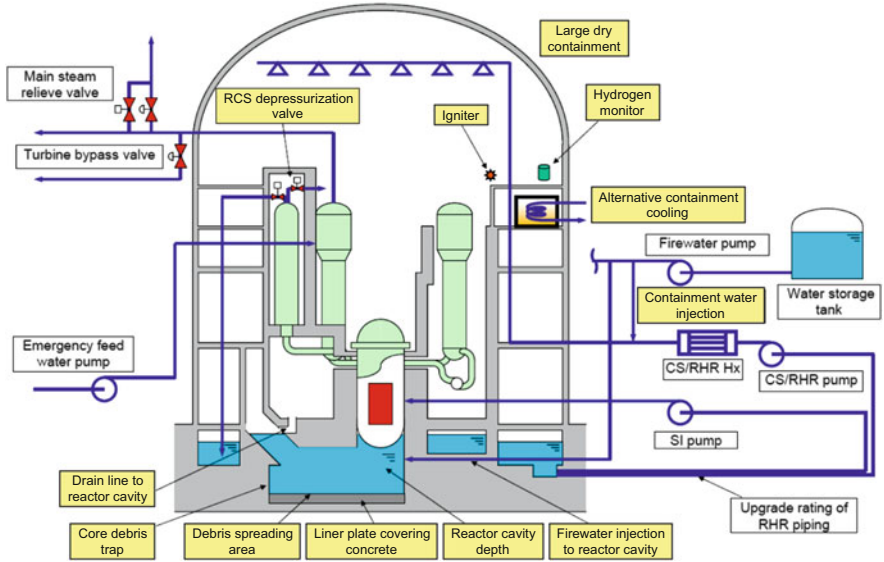 Large dry
containment
Main steam
relieve valve
RCS depressurization
valve
Igniter
Hydrogen
monitor
Turbine bypass valve
Alternative containment
cooling
Firewater pump
Containment water
injection
Water storage
tank
Emergency feed
water pump
CS/RHR Hx
CS/RHR pump
SI pump
Drain line to
reactor cavity
Upgrade rating of
RHR piping
Core debris
trap
Debris spreading
area
Liner plate covering
concrete
Reactor cavity
depth
Firewater injection
to reactor cavity